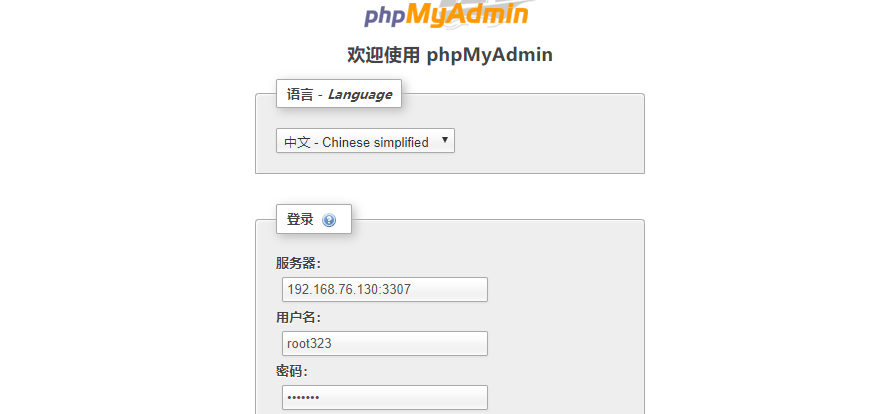 phpMyAdmin
欢迎使用 phpMyAdmin
语言 - Language
中文 - Chinese simplified
登录
服务器：
192.168.76.130:3307
用户名：
root323
密码：
•••••••